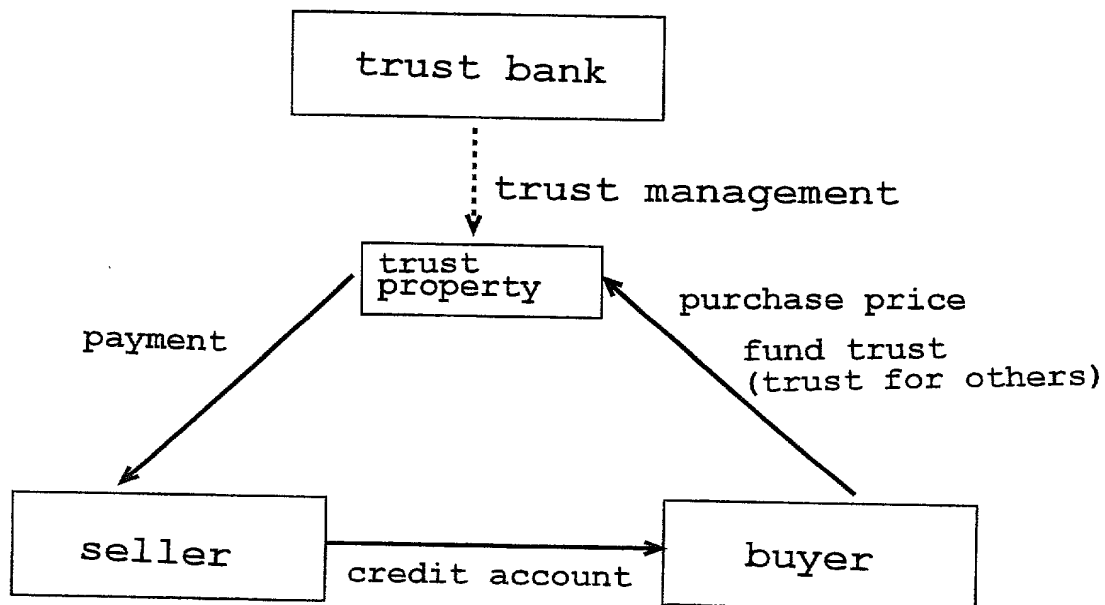 trust bank
trust management
trust
property
purchase price
payment
fund trust
(trust for others)
seller
buyer
credit account